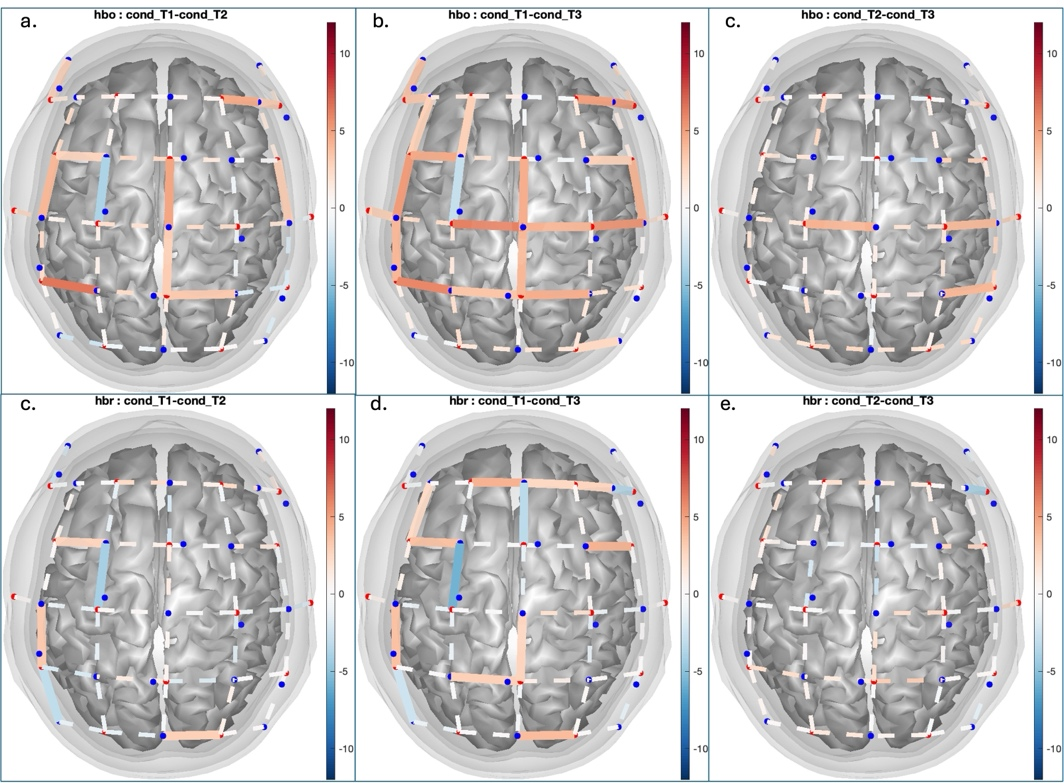 a.
hbo : cond_T1-cond_T2
10
5
0
-5
-10
b.
hbo : cond_T1-cond_T3
10
5
0
-5
-10
c.
hbo : cond_T2-cond_T3
10
5
0
-5
-10
c.
hbr : cond_T1-cond_T2
10
5
0
-5
-10
d.
hbr : cond_T1-cond_T3
10
5
0
-5
-10
e.
hbr : cond_T2-cond_T3
10
5
0
-5
-10